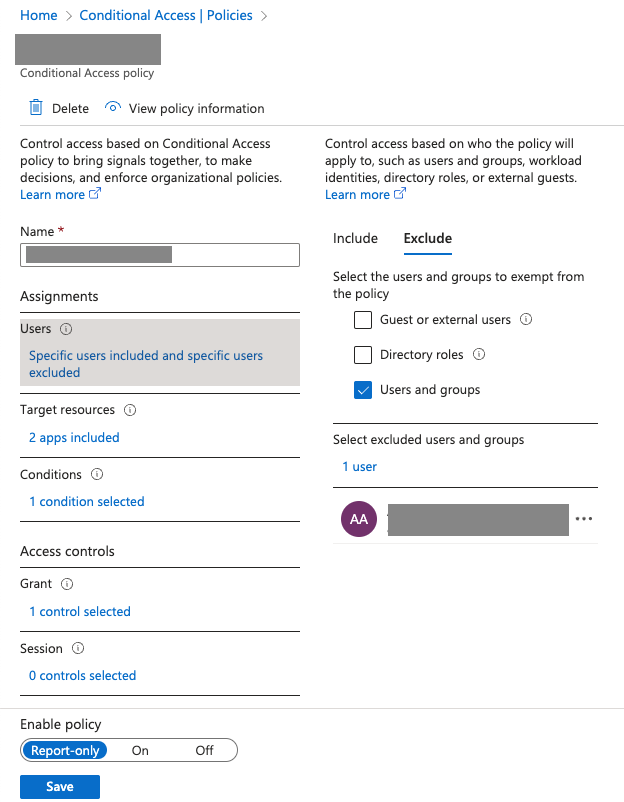 Home > Conditional Access | Policies >
Conditional Access policy
Delete View policy information
Control access based on Conditional Access
policy to bring signals together, to make
decisions, and enforce organizational policies.
Learn more
Name *
Assignments
Users
Specific users included and specific users
excluded
Target resources
2 apps included
Conditions
1 condition selected
Access controls
Grant
1 control selected
Session
0 controls selected
Control access based on who the policy will
apply to, such as users and groups, workload
identities, directory roles, or external guests.
Learn more
Include Exclude
Select the users and groups to exempt from
the policy
Guest or external users
Directory roles
Users and groups
Select excluded users and groups
1 user
AA
Enable policy
Report-only On Off
Save